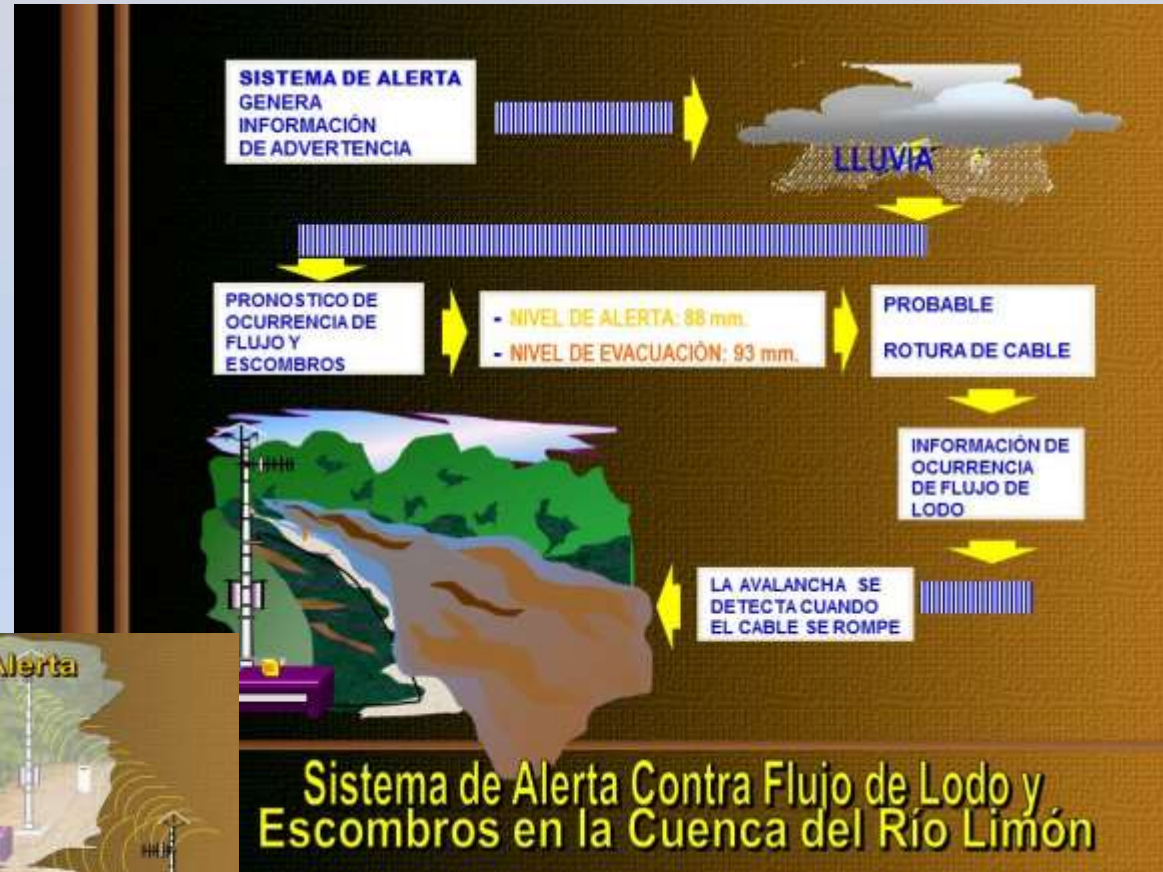 SISTEMA DE ALERTA
GENERA
INFORMACIÓN
DE ADVERTENCIA
LLUVIA
PRONOSTICO DE
OCURRENCIA DE
FLUJO Y
ESCOMBROS
- NIVEL DE ALERTA: 88 mm.
- NIVEL DE EVACUACIÒN: 93 mm.
PROBABLE
ROTURA DE CABLE
INFORMACIÓN DE
OCURRENCIA
DE FLUJO DE
LODO
LA AVALANCHA SE
DETECTA CUANDO
EL CABLE SE ROMPE
Alerta
Sistema de Alerta Contra Flujo de Lodo y
Escombros en la Cuenca del Río Limón